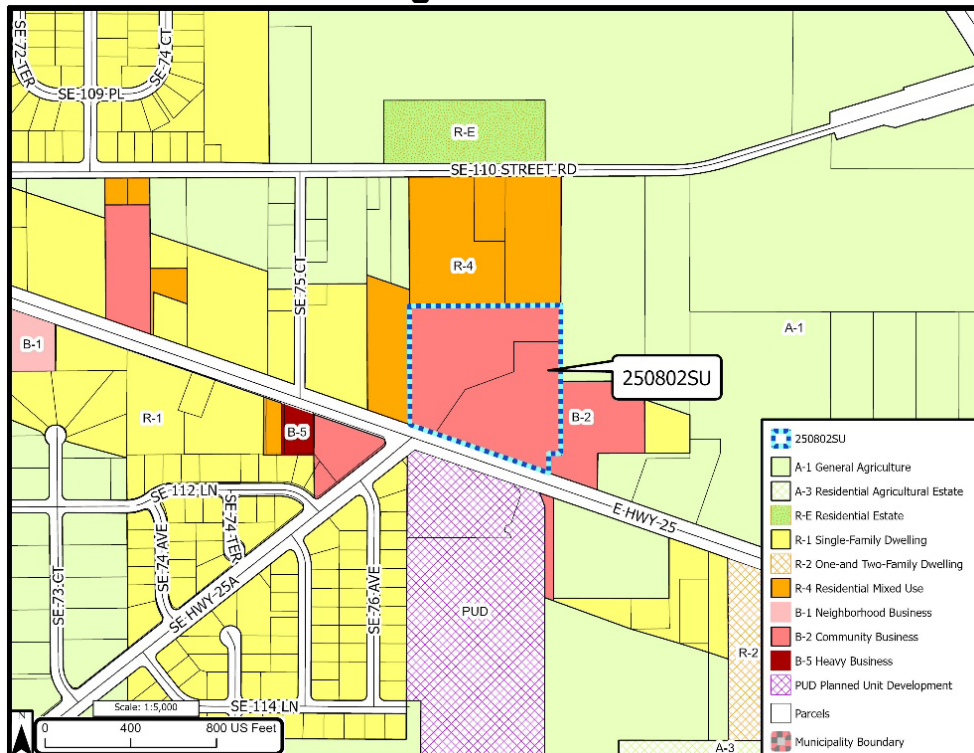 SE 72 TER
SE 74 CT
SE 109 PL
R-E
SE 110 STREET RD
SE 75 CT
R-4
A-1
B-1
250802SU
R-1
B-5
B-2
SE 112 LN
SE 74 AVE
SE 74 TER
SE 73 CT
SE HWY 25A
SE 76 AVE
E HWY 25
PUD
R-2
SE 114 LN
A-3
250802SU
A-1 General Agriculture
A-3 Residential Agricultural Estate
R-E Residential Estate
R-1 Single-Family Dwelling
R-2 One-and Two-Family Dwelling
R-4 Residential Mixed Use
B-1 Neighborhood Business
B-2 Community Business
B-5 Heavy Business
PUD Planned Unit Development
Parcels
Municipality Boundary
N
Scale: 1:5,000
0 400 800 US Feet